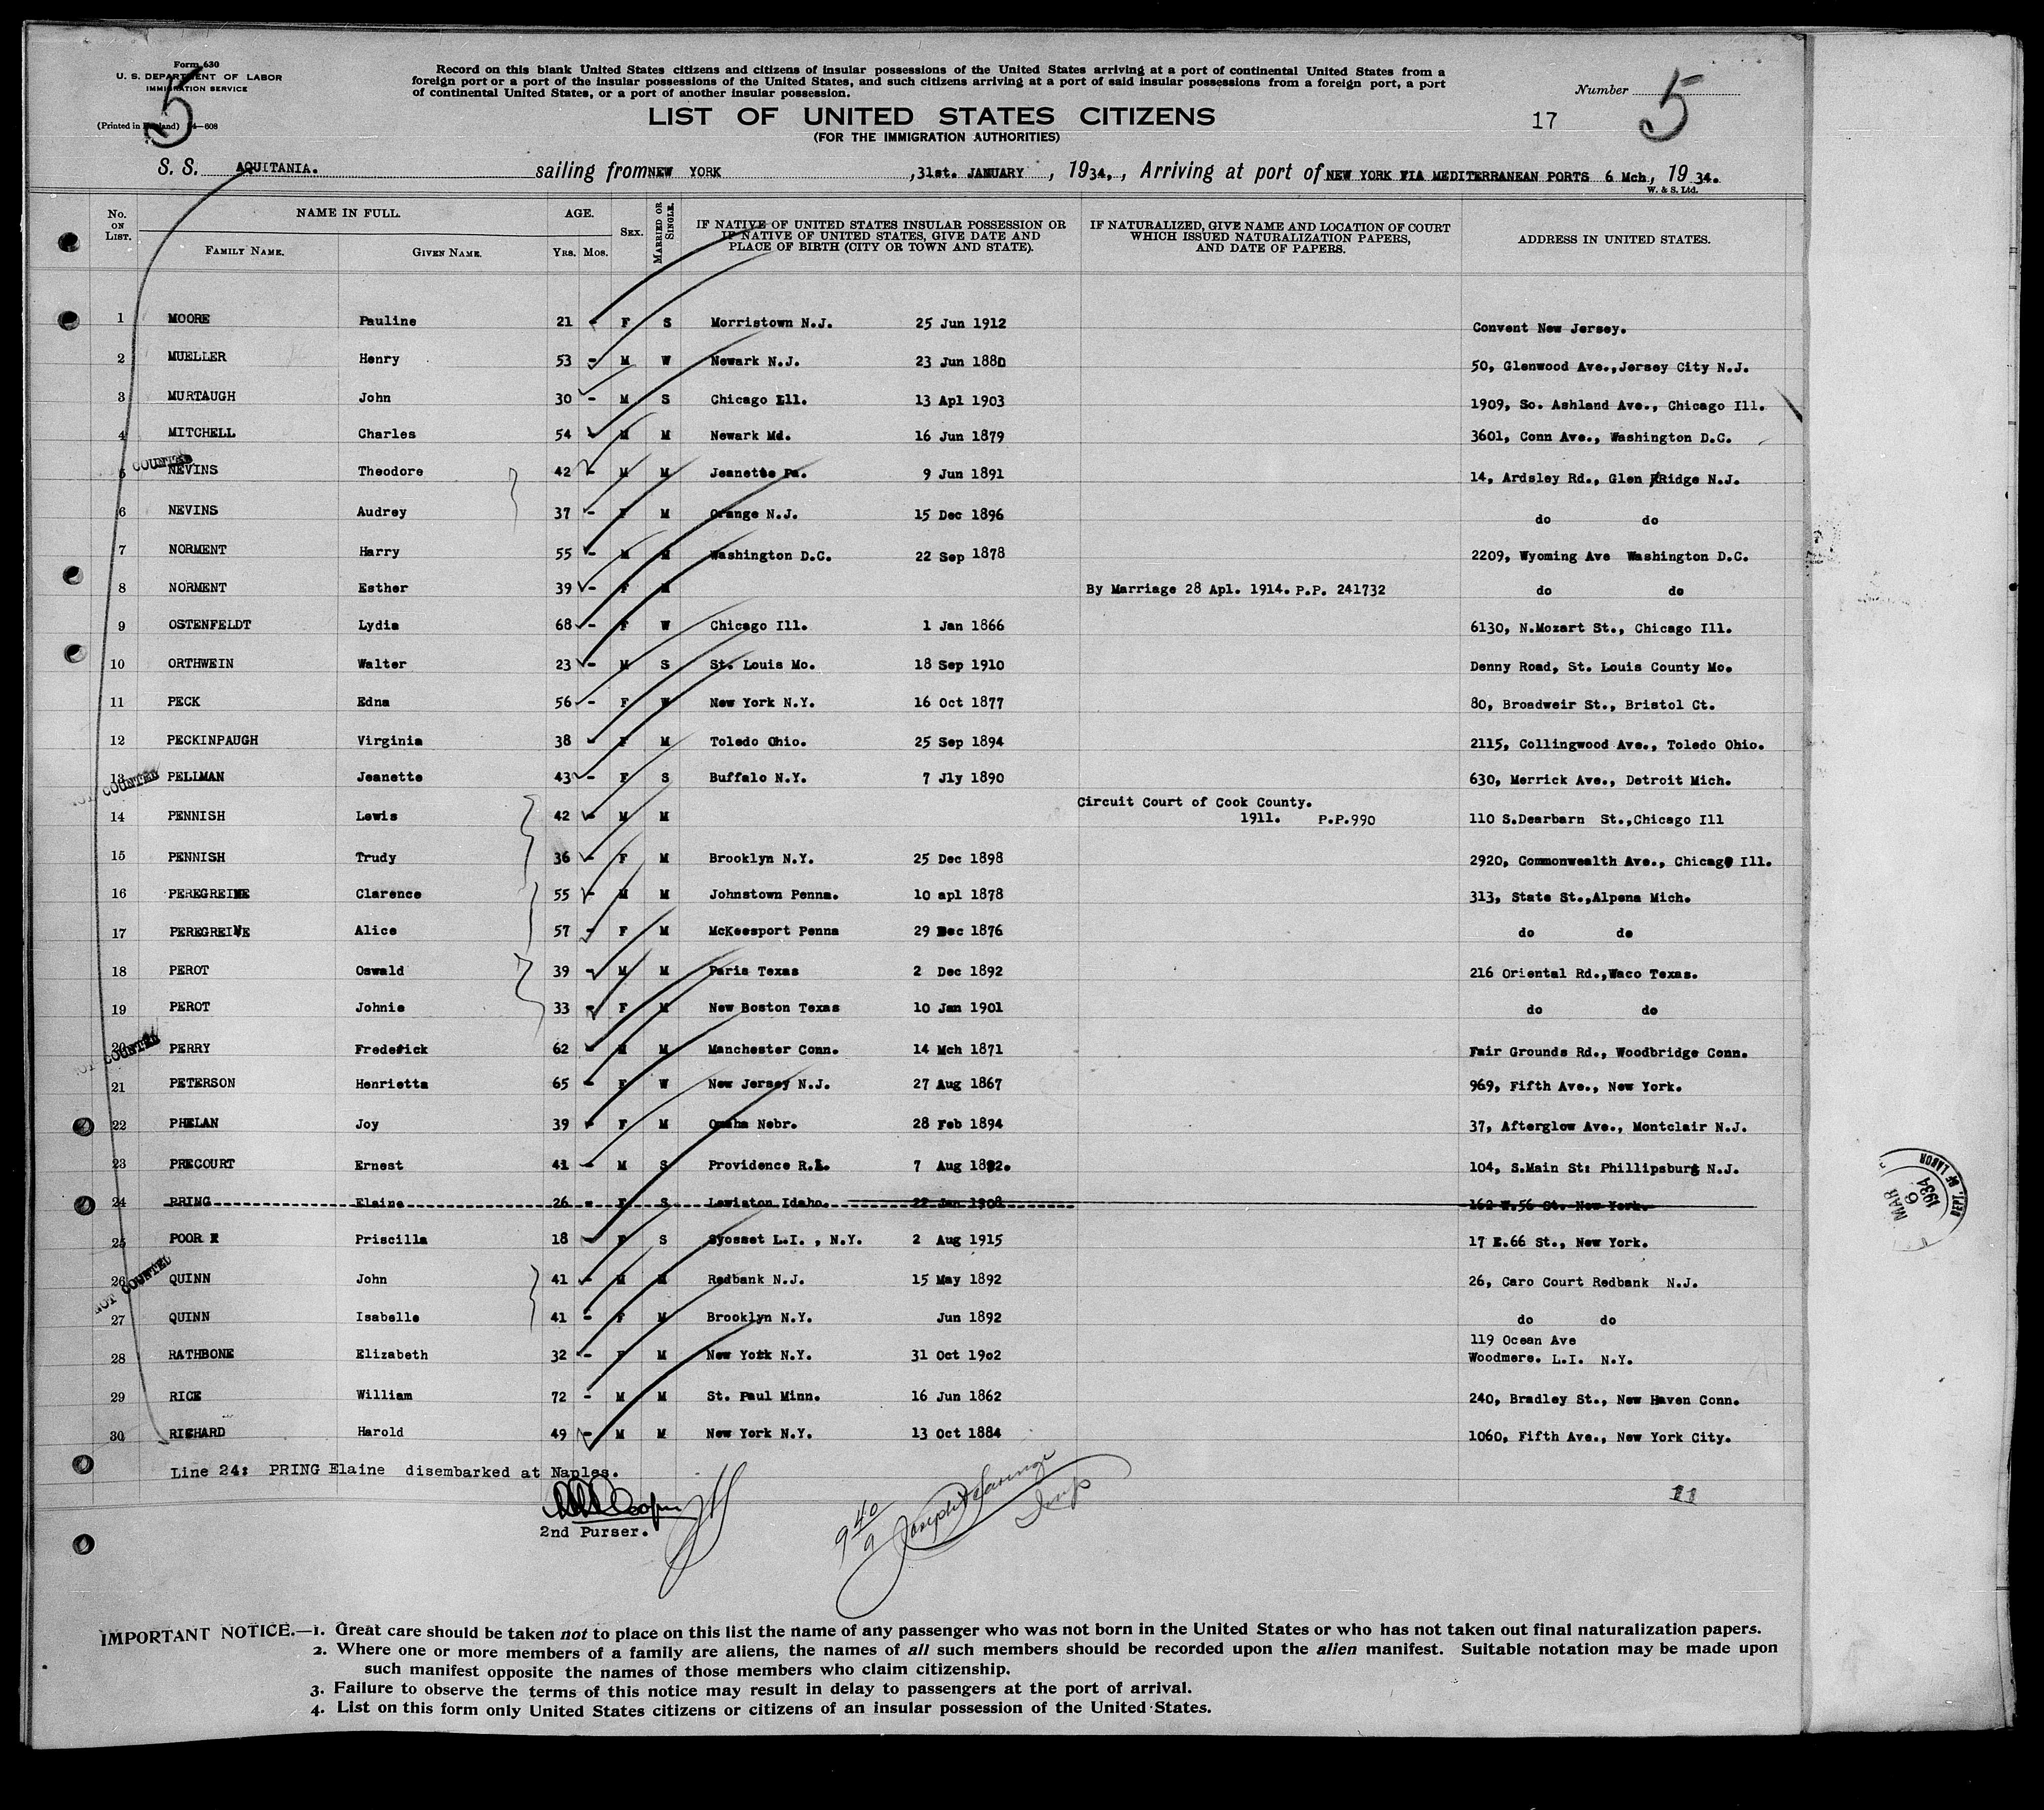 Form 630
U. S. DEPARTMENT OF LABOR
IMMIGRATION SERVICE
5
Record on this blank United States citizens and citizens of insular possessions of the United States arriving at a port of continental United States from a
foreign port or a port of the insular possessions of the United States, and such citizens arriving at a port of said insular possessions from a foreign port, a port
of continental United States, or a port of another insular possession.
LIST OF UNITED STATES CITIZENS
(FOR THE IMMIGRATION AUTHORITIES)
Number 5
17
S. S. AQUITANIA. sailing from NEW YORK ,31st. JANUARY , 1934, , Arriving at port of NEW YORK VIA MEDITERRANEAN PORTS 6 Mch, 1934.
W. & S. Ltd.
No. ON LIST. NAME IN FULL. AGE. SEX. MARRIED OR SINGLE. IF NATIVE OF UNITED STATES INSULAR POSSESSION OR IF NATIVE OF UNITED STATES, GIVE DATE AND PLACE OF BIRTH (CITY OR TOWN AND STATE). IF NATURALIZED, GIVE NAME AND LOCATION OF COURT WHICH ISSUED NATURALIZATION PAPERS, AND DATE OF PAPERS. ADDRESS IN UNITED STATES.
FAMILY NAME. GIVEN NAME. YRS. MOS.
1 MOORE Pauline 21 - F S Morristown N.J. 25 Jun 1912 Convent New Jersey.
2 MUELLER Henry 53 - M W Newark N.J. 23 Jun 1880 50, Glenwood Ave.,Jersey City N.J.
3 MURTAUGH John 30 - M S Chicago Ill. 13 Apl 1903 1909, So. Ashland Ave., Chicago Ill.
4 MITCHELL Charles 54 - M M Newark Md. 16 Jun 1879 3601, Conn Ave., Washington D.C.
5 NEVINS Theodore 42 - M M Jeanette Pa. 9 Jun 1891 14, Ardsley Rd., Glen Ridge N.J.
6 NEVINS Audrey 37 - F M Orange N.J. 15 Dec 1896 do do
7 NORMENT Harry 55 - M M Washington D.C. 22 Sep 1878 2209, Wyoming Ave Washington D.C.
8 NORMENT Esther 39 - F M By Marriage 28 Apl. 1914. P.P. 241732 do do
9 OSTENFELDT Lydia 68 - F W Chicago Ill. 1 Jan 1866 6130, N.Mozart St., Chicago Ill.
10 ORTHWEIN Walter 23 - M S St. Louis Mo. 18 Sep 1910 Denny Road, St. Louis County Mo.
11 PECK Edna 56 - F W New York N.Y. 16 Oct 1877 80, Broadweir St., Bristol Ct.
12 PECKINPAUGH Virginia 38 - F M Toledo Ohio. 25 Sep 1894 2115, Collingwood Ave., Toledo Ohio.
13 PELLMAN Jeanette 43 - F S Buffalo N.Y. 7 Jly 1890 630, Merrick Ave., Detroit Mich.
14 PENNISH Lewis 42 - M M Circuit Court of Cook County. 1911. P.P.990 110 S.Dearbarn St.,Chicago Ill
15 PENNISH Trudy 36 - F M Brooklyn N.Y. 25 Dec 1898 2920, Commonwealth Ave., Chicago Ill.
16 PEREGREINE Clarence 55 - M M Johnstown Penna. 10 apl 1878 313, State St.,Alpena Mich.
17 PEREGREINE Alice 57 - F M McKeesport Penna 29 Dec 1876 do do
18 PEROT Oswald 39 - M M Paris Texas 2 Dec 1892 216 Oriental Rd.,Waco Texas.
19 PEROT Johnie 33 - F M New Boston Texas 10 Jan 1901 do do
20 PERRY Frederick 62 - M M Manchester Conn. 14 Mch 1871 Fair Grounds Rd., Woodbridge Conn.
21 PETERSON Henrietta 65 - F W New Jersey N.J. 27 Aug 1867 969, Fifth Ave., New York.
22 PHELAN Joy 39 - F M Omaha Nebr. 28 Feb 1894 37, Afterglow Ave., Montclair N.J.
23 PRECOURT Ernest 41 - M S Providence R.I. 7 Aug 1892. 104, S.Main St: Phillipsburg N.J.
24 PRING Elaine 26 - F S Lewiston Idaho. 22 Jan 1908 162 W.56 St. New York.
25 POOR Priscilla 18 - F S Syosset L.I. , N.Y. 2 Aug 1915 17 E.66 St., New York.
26 QUINN John 41 - M M Redbank N.J. 15 May 1892 26, Caro Court Redbank N.J.
27 QUINN Isabelle 41 - F M Brooklyn N.Y. Jun 1892 do do
28 RATHBONE Elizabeth 32 - F M New York N.Y. 31 Oct 1902 119 Ocean Ave Woodmere. L.I. N.Y.
29 RICE William 72 - M M St. Paul Minn. 16 Jun 1862 240, Bradley St., New Haven Conn.
30 RICHARD Harold 49 - M M New York N.Y. 13 Oct 1884 1060, Fifth Ave., New York City.
NOT COUNTED
Line 24: PRING Elaine disembarked at Naples.
2nd Purser.
DEPT. OF LABOR
MAR 6 1934
IMPORTANT NOTICE.—1. Great care should be taken not to place on this list the name of any passenger who was not born in the United States or who has not taken out final naturalization papers.
2. Where one or more members of a family are aliens, the names of all such members should be recorded upon the alien manifest. Suitable notation may be made upon
such manifest opposite the names of those members who claim citizenship.
3. Failure to observe the terms of this notice may result in delay to passengers at the port of arrival.
4. List on this form only United States citizens or citizens of an insular possession of the United States.